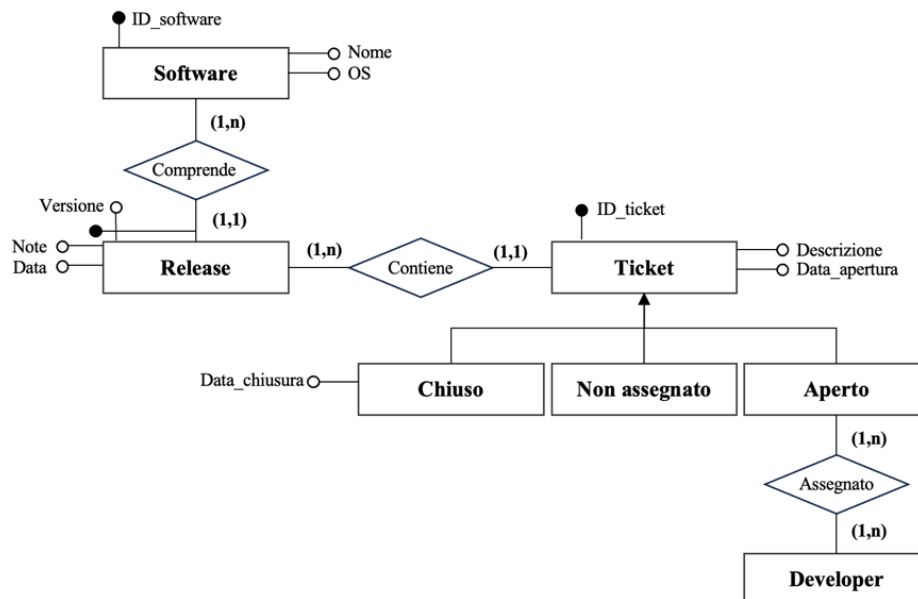 ID_software
Nome
Software
OS
(1,n)
Comprende
Versione
(1,1)
ID_ticket
Note
(1,n)
(1,1)
Descrizione
Release
Contiene
Ticket
Data
Data_apertura
Data_chiusura
Chiuso
Non assegnato
Aperto
(1,n)
Assegnato
(1,n)
Developer